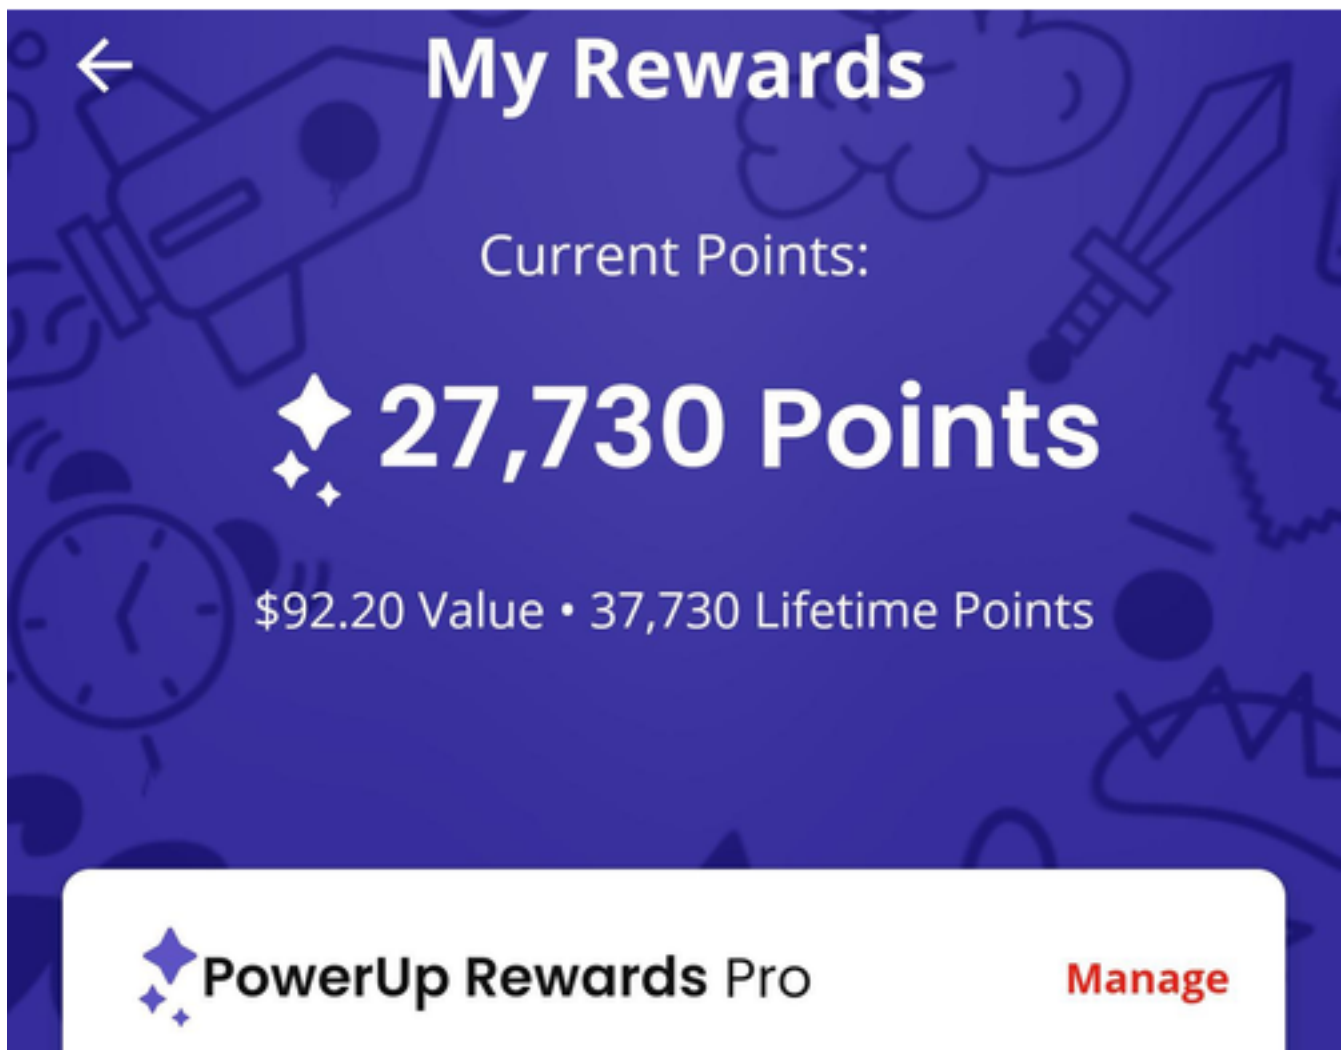 My Rewards
Current Points:
27,730 Points
$92.20 Value • 37,730 Lifetime Points
PowerUp Rewards Pro
Manage